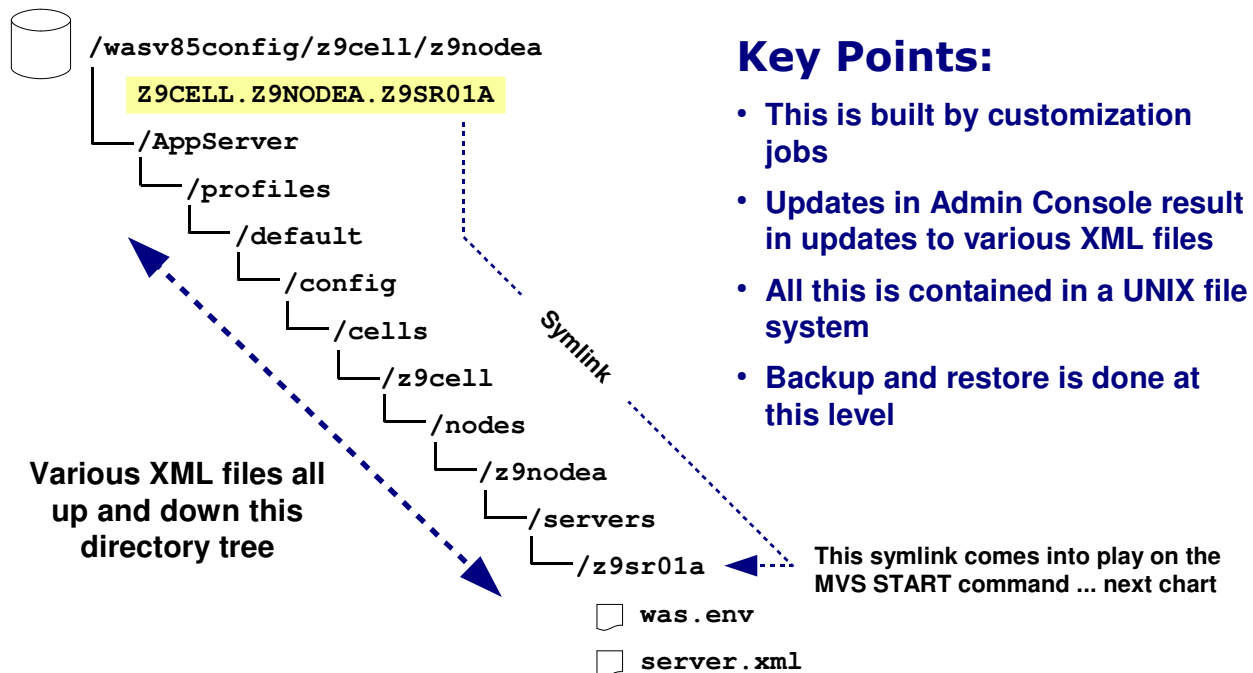 /wasv85config/z9cell/z9nodea
Z9CELL.Z9NODEA.Z9SR01A
/AppServer
/profiles
/default
/config
/cells
/z9cell
/nodes
/z9nodea
/servers
/z9sr01a
was.env
server.xml
Symlink
Various XML files all
up and down this
directory tree
Key Points:
• This is built by customization
jobs
• Updates in Admin Console result
in updates to various XML files
• All this is contained in a UNIX file
system
• Backup and restore is done at
this level
This symlink comes into play on the
MVS START command ... next chart